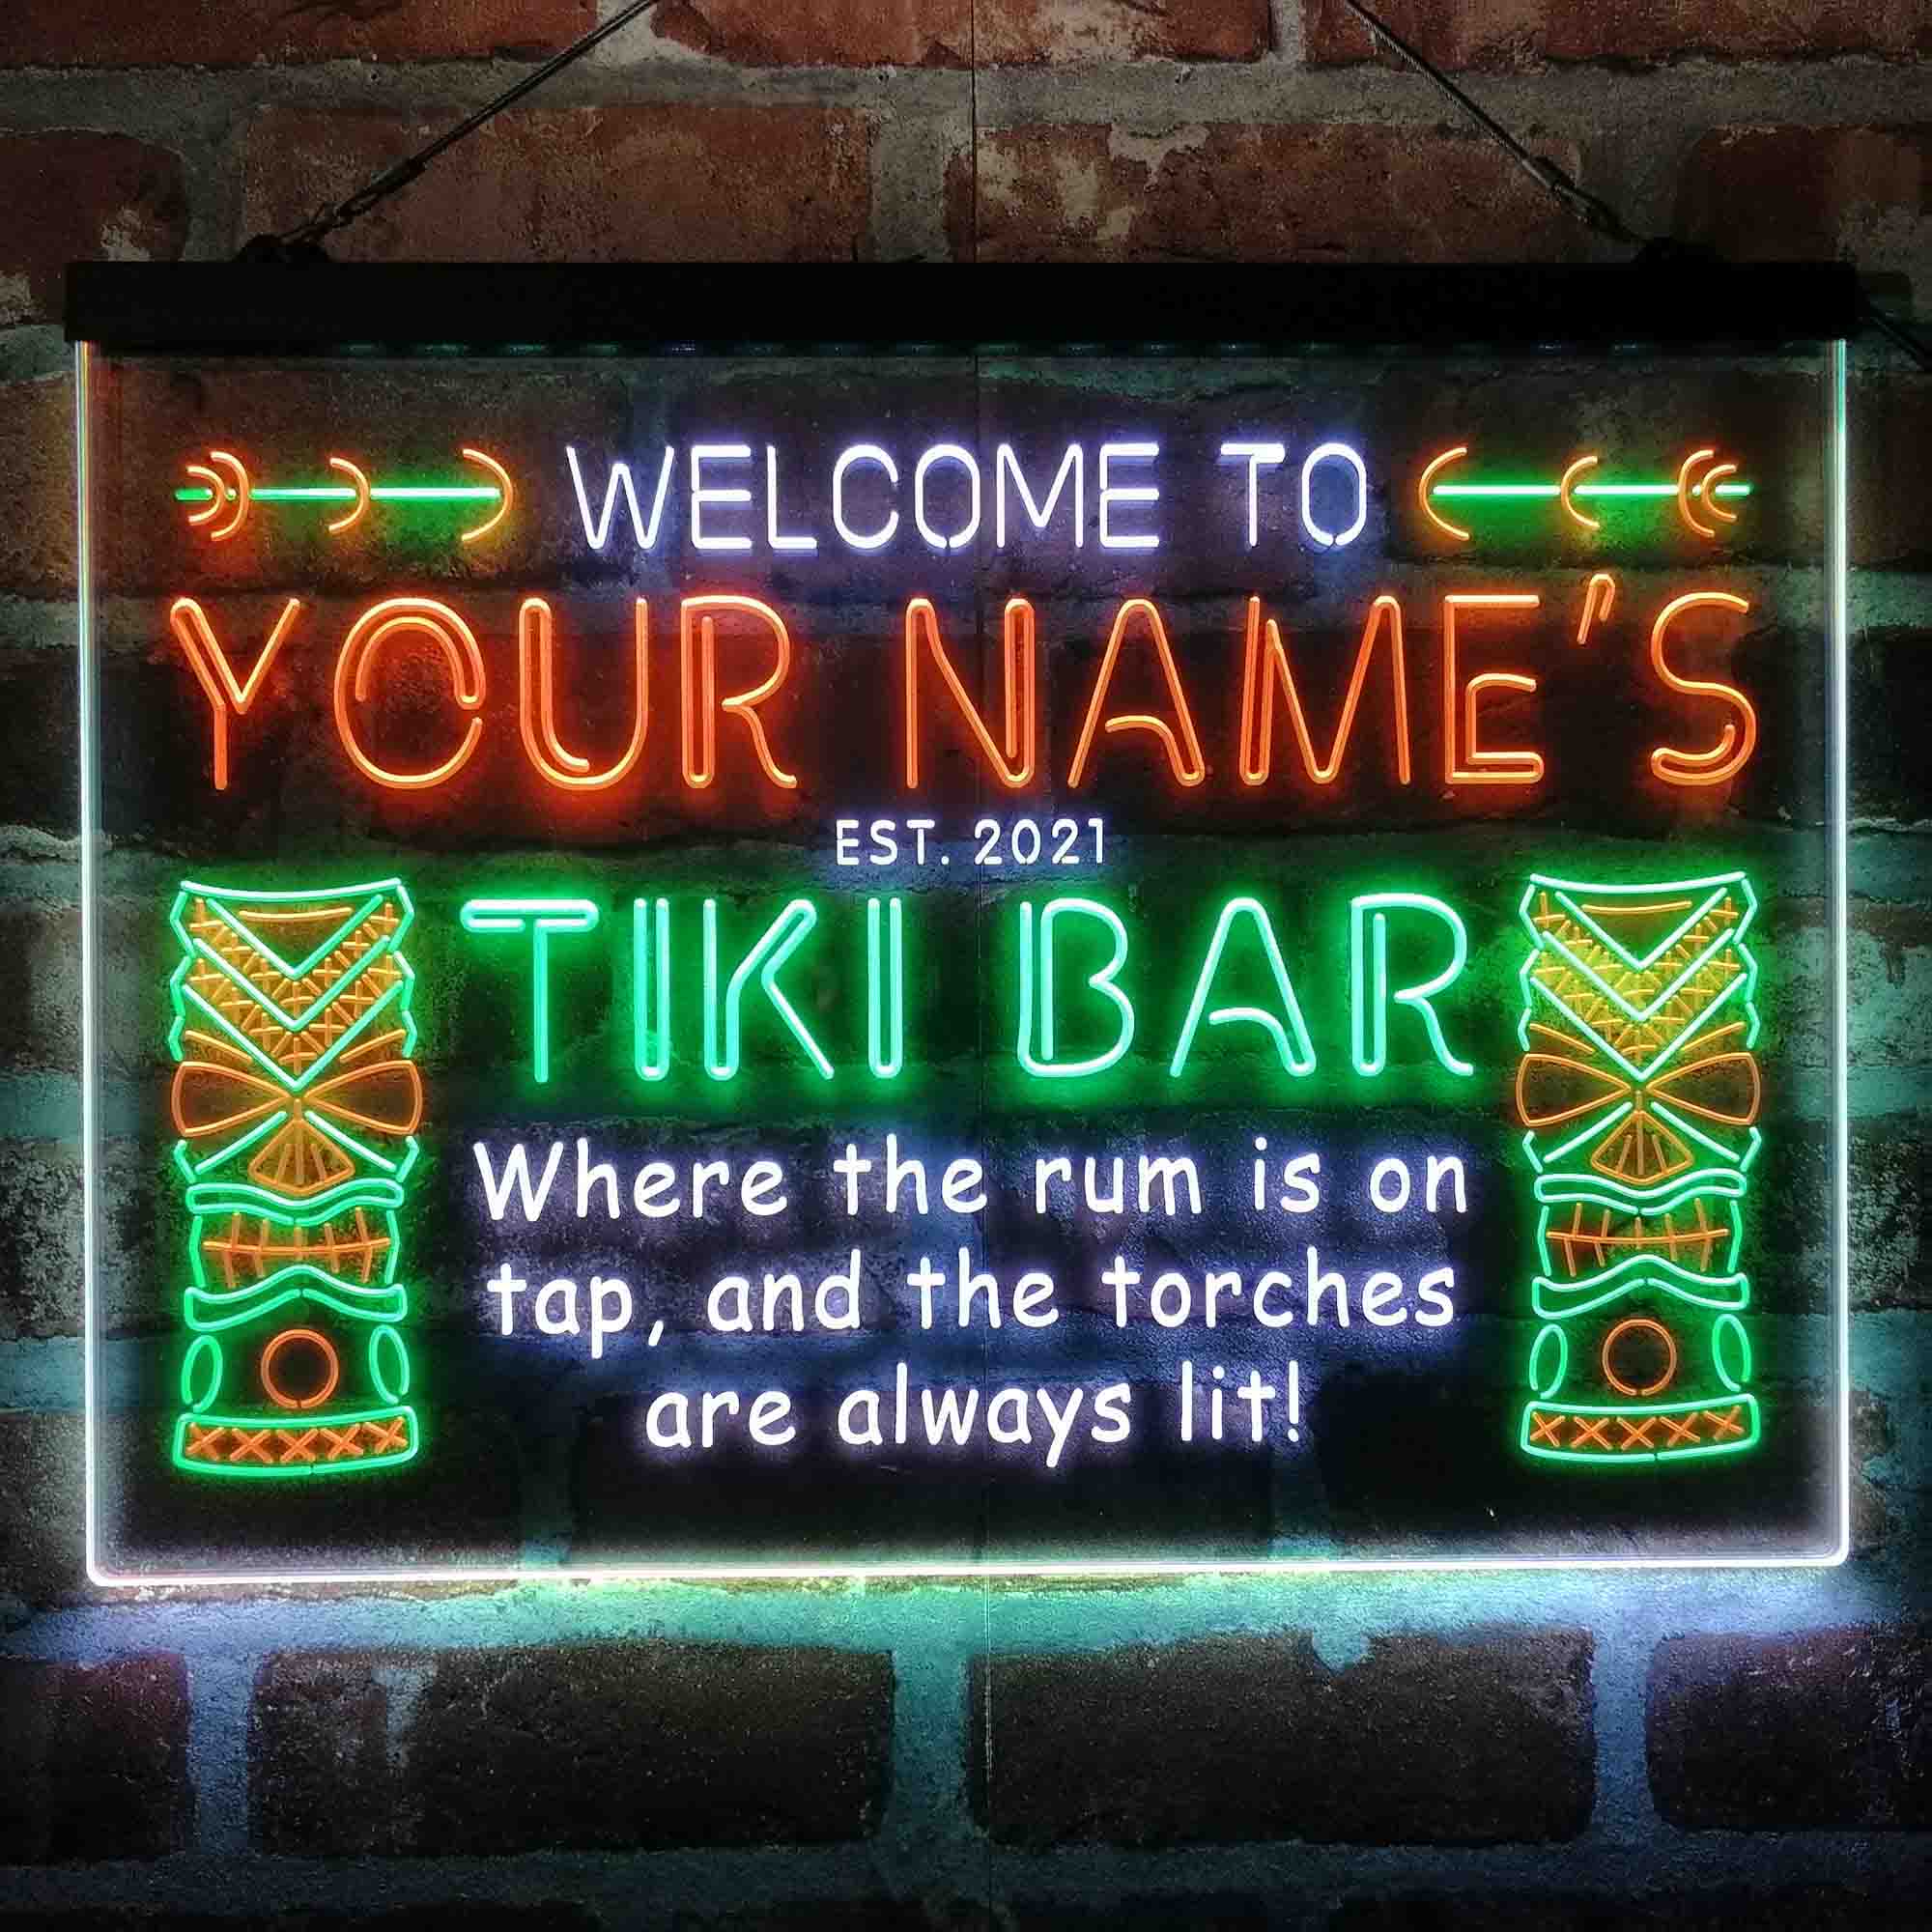 WELCOME TO
YOUR NAME'S
EST. 2021
TIKI BAR
Where the rum is on
tap, and the torches
are always lit!